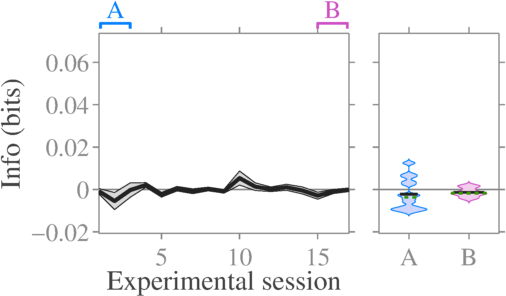 A
B
0.06
0.04
0.02
0
−0.02
Info (bits)
5
10
15
A
B
Experimental session